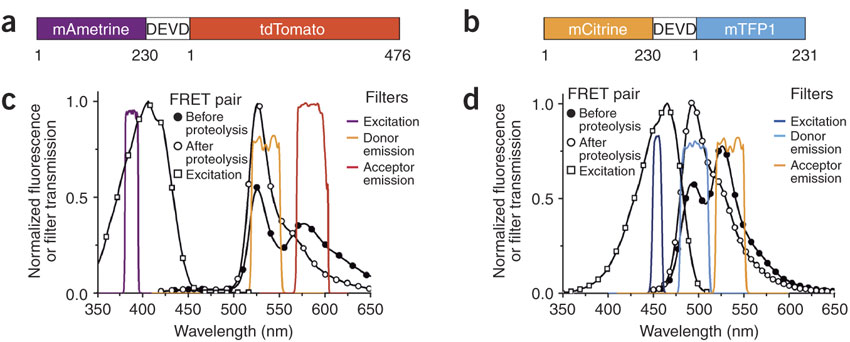 a
mAmetrine DEVD tdTomato
1 230 1 476
b
mCitrine DEVD mTFP1
1 230 1 231
c
Normalized fluorescence
or filter transmission
1.0
0.5
0.0
350 400 450 500 550 600 650
Wavelength (nm)
FRET pair
Before
proteolysis
After
proteolysis
Excitation
Filters
Excitation
Donor
emission
Acceptor
emission
d
Normalized fluorescence
or filter transmission
1.0
0.5
0.0
350 400 450 500 550 600 650
Wavelength (nm)
FRET pair
Before
proteolysis
After
proteolysis
Excitation
Filters
Excitation
Donor
emission
Acceptor
emission